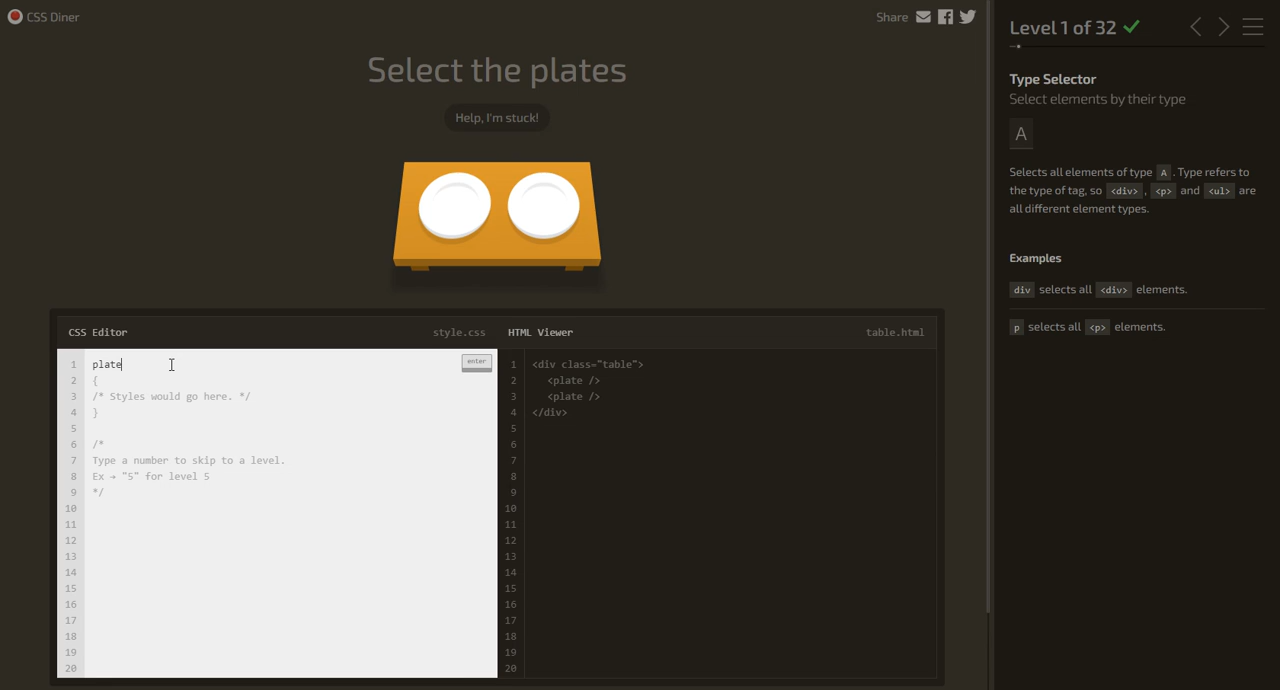 CSS Diner
Share
Select the plates
Help, I'm stuck!
CSS Editor
style.css
HTML Viewer
table.html
enter
1 plate
2 {
3 /* Styles would go here. */
4 }
5
6 /*
7 Type a number to skip to a level.
8 Ex → "5" for level 5
9 */
10
11
12
13
14
15
16
17
18
19
20
1 <div class="table">
2 <plate />
3 <plate />
4 </div>
5
6
7
8
9
10
11
12
13
14
15
16
17
18
19
20
Level 1 of 32
Type Selector
Select elements by their type
A
Selects all elements of type A . Type refers to
the type of tag, so <div> , <p> and <ul> are
all different element types.
Examples
div selects all <div> elements.
p selects all <p> elements.